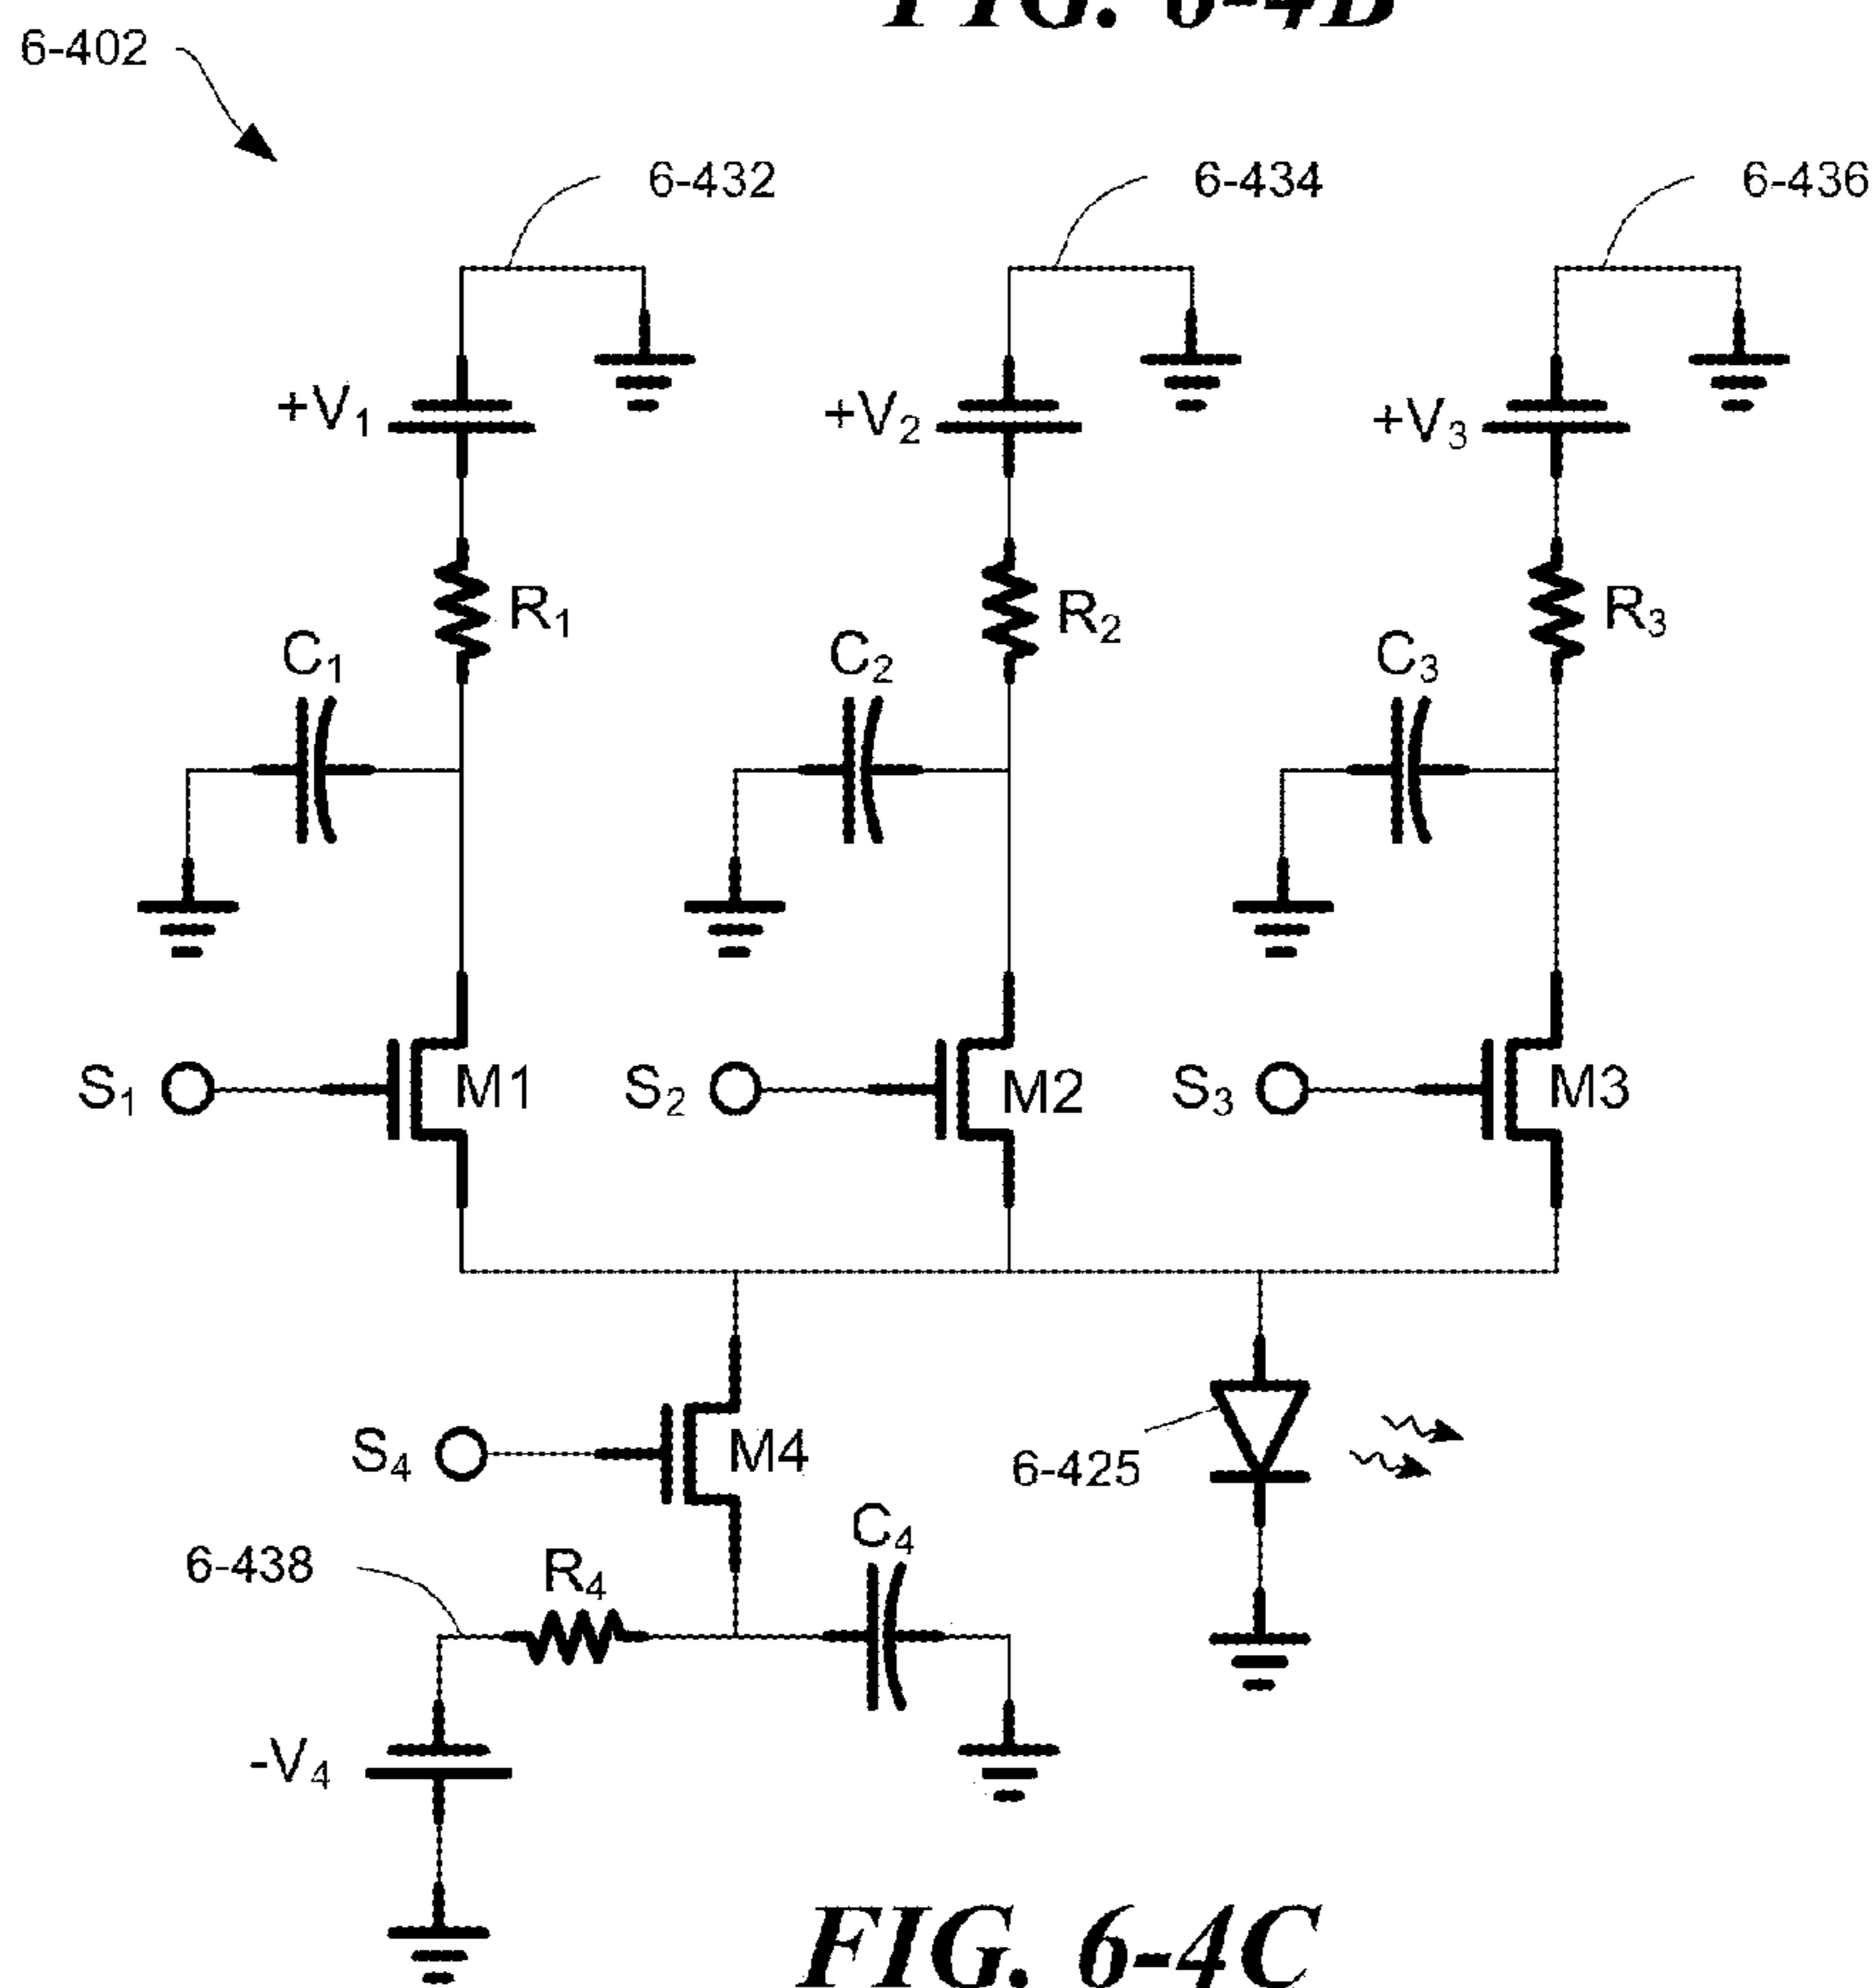 FIG. 6-4B
6-402
6-432
6-434
6-436
+V1
+V2
+V3
R1
R2
R3
C1
C2
C3
S1
M1
S2
M2
S3
M3
S4
M4
6-425
C4
6-438
R4
-V4
FIG. 6-4C